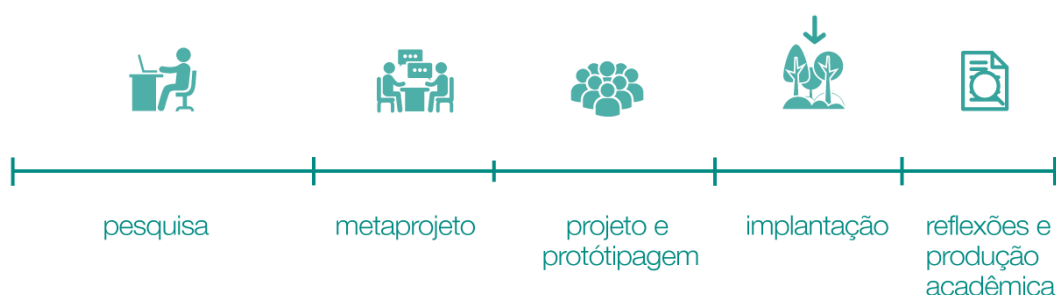 pesquisa
metaprojeto
projeto e
protótipagem
implantação
reflexões e
produção
acadêmica